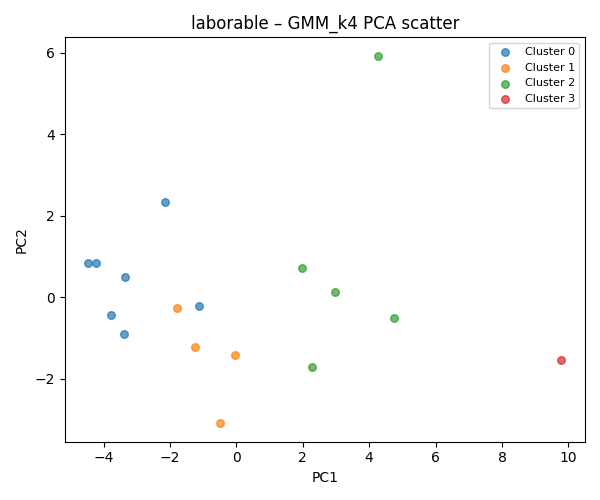 laborable – GMM_k4 PCA scatter
Cluster 0
Cluster 1
Cluster 2
Cluster 3
6
4
2
0
−2
PC2
−4
−2
0
2
4
6
8
10
PC1